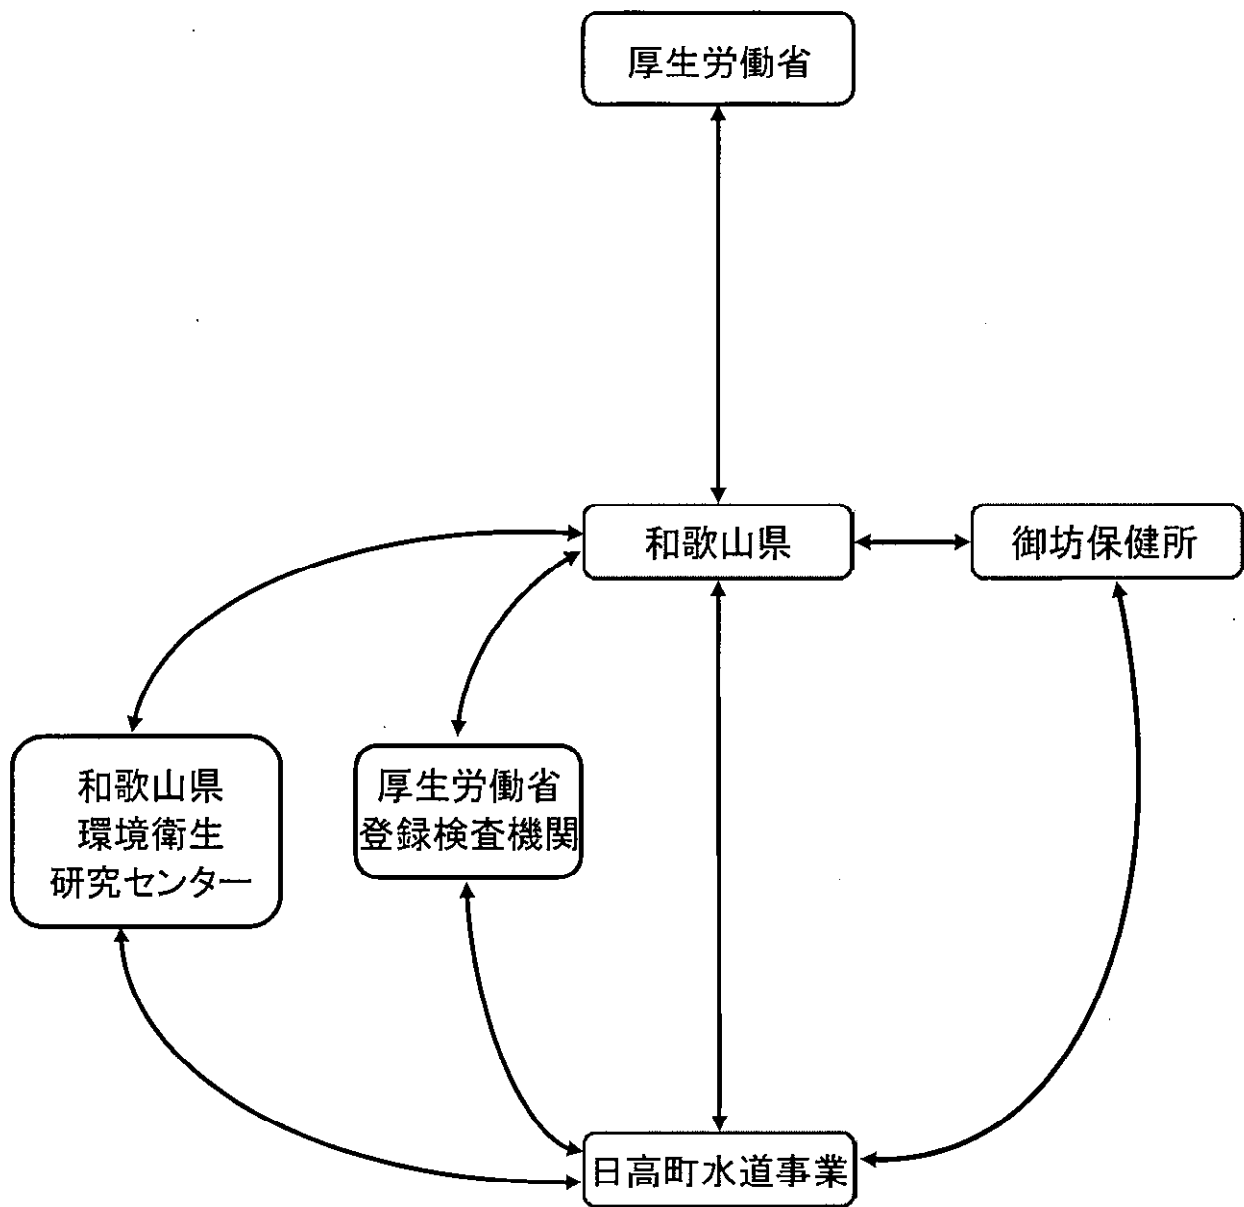 厚生労働省
和歌山県
御坊保健所
和歌山県
環境衛生
研究センター
厚生労働省
登録検査機関
日高町水道事業